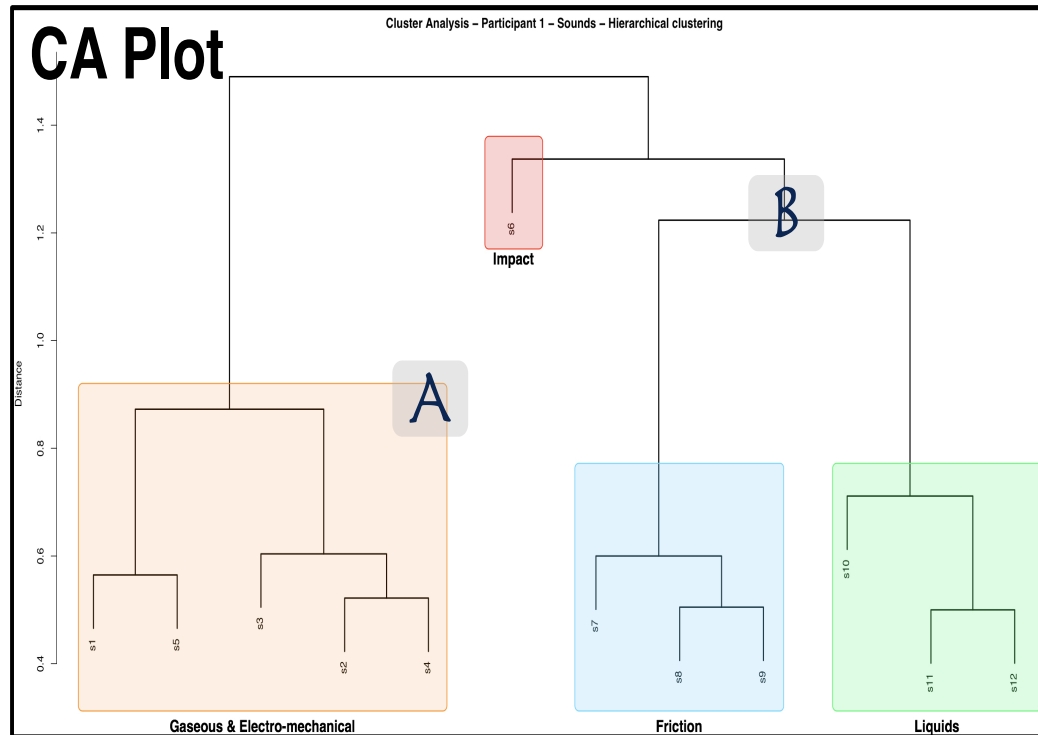 Cluster Analysis – Participant 1 – Sounds – Hierarchical clustering
CA Plot
1.4
1.2
1.0
0.8
0.6
0.4
Distance
s6
Impact
B
A
s1
s5
s3
s2
s4
s7
s8
s9
s10
s11
s12
Gaseous & Electro-mechanical
Friction
Liquids